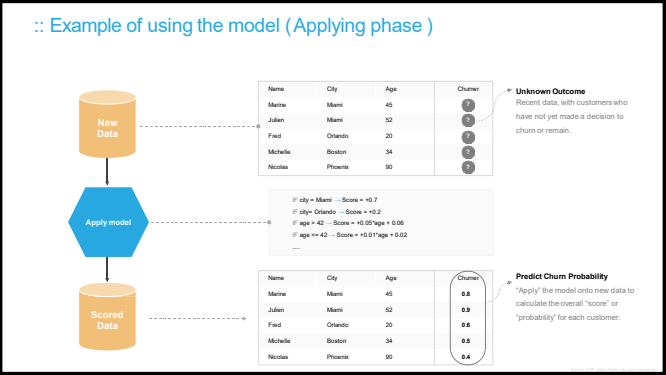 :: Example of using the model ( Applying phase )
Name City Age Churner
Marine Miami 45 ?
Julien Miami 52 ?
Fred Orlando 20 ?
Michelle Boston 34 ?
Nicolas Phoenix 90 ?
New
Data
Unknown Outcome
Recent data, with customers who
have not yet made a decision to
churn or remain.
Apply model
IF city = Miami → Score = +0.7
IF city= Orlando → Score = +0.2
IF age > 42 → Score = +0.05*age + 0.06
IF age <= 42 → Score = +0.01*age + 0.02
....
Name City Age Churner
Marine Miami 45 0.8
Julien Miami 52 0.9
Fred Orlando 20 0.6
Michelle Boston 34 0.5
Nicolas Phoenix 90 0.4
Scored
Data
Predict Churn Probability
“Apply” the model onto new data to
calculate the overall “score” or
“probability” for each customer.